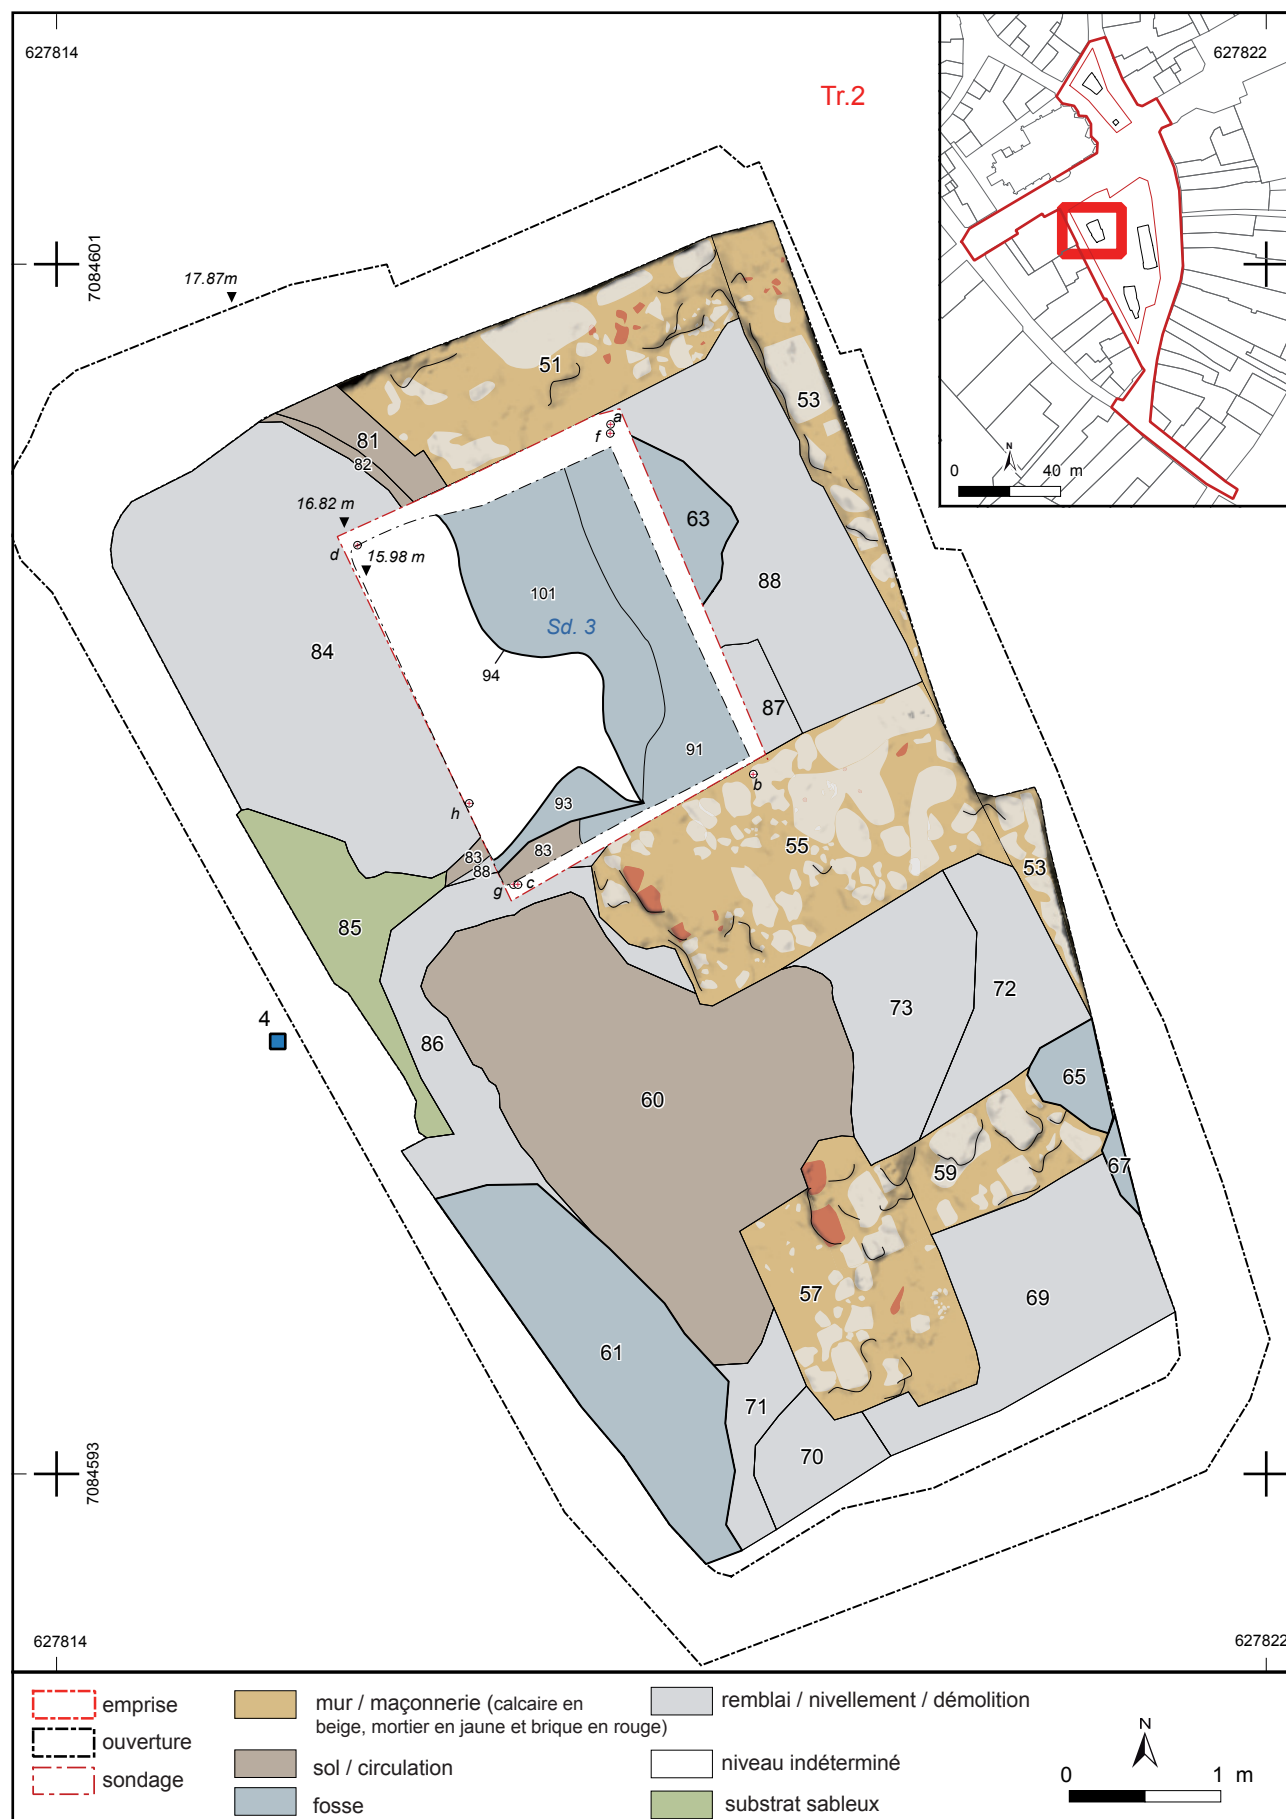 627814
Tr.2
627822
0 40 m
N
7084601
17.87m
51
53
81
82
a
f
16.82 m
d
15.98 m
63
101
Sd. 3
88
84
94
87
91
b
h
93
83
83
88
g
c
55
53
85
4
86
73
72
60
65
59
67
57
69
61
71
70
7084593
627814
627822
emprise
ouverture
sondage
mur / maçonnerie (calcaire en
beige, mortier en jaune et brique en rouge)
sol / circulation
fosse
remblai / nivellement / démolition
niveau indéterminé
substrat sableux
N
0 1 m